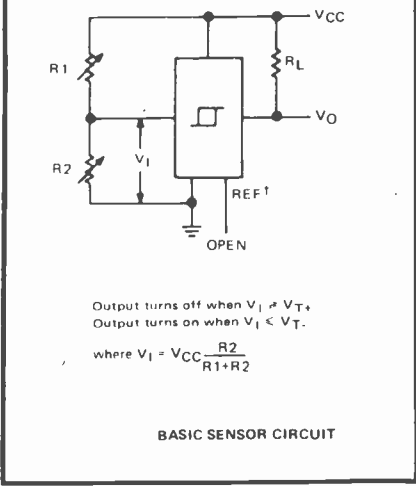 VCC
R1
RL
VO
VI
R2
REF†
OPEN
Output turns off when VI ≥ VT+
Output turns on when VI ≤ VT-
where VI = VCC R2
R1+R2
BASIC SENSOR CIRCUIT